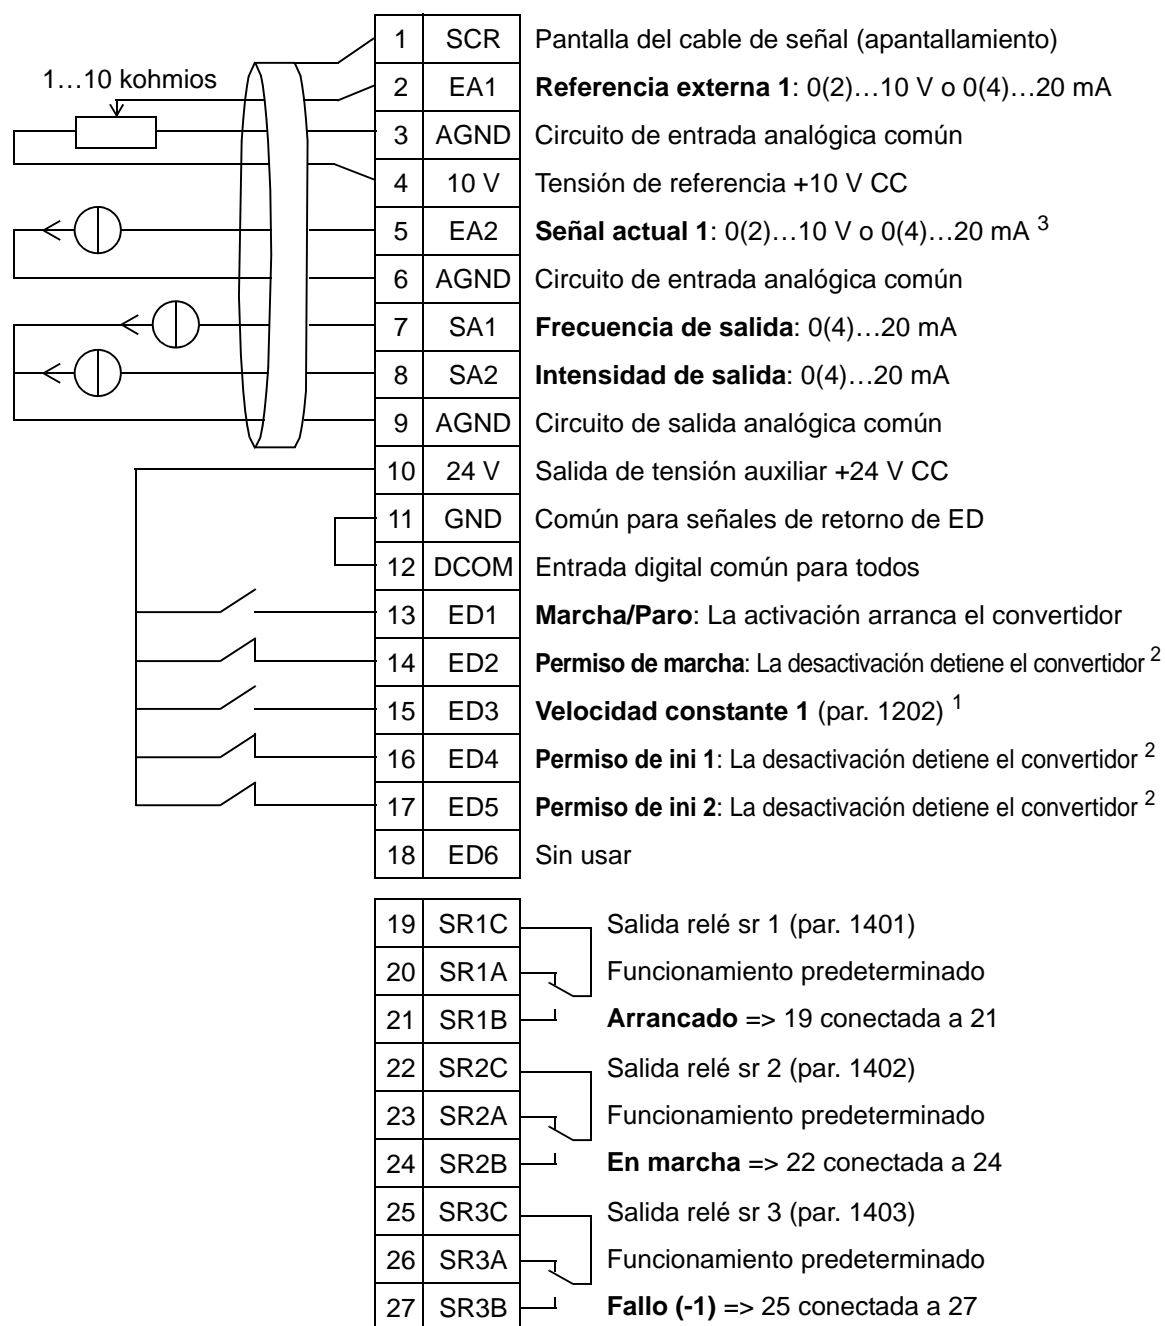 1 SCR Pantalla del cable de señal (apantallamiento)
1…10 kohmios
2 EA1 Referencia externa 1: 0(2)…10 V o 0(4)…20 mA
3 AGND Circuito de entrada analógica común
4 10 V Tensión de referencia +10 V CC
5 EA2 Señal actual 1: 0(2)…10 V o 0(4)…20 mA 3
6 AGND Circuito de entrada analógica común
7 SA1 Frecuencia de salida: 0(4)…20 mA
8 SA2 Intensidad de salida: 0(4)…20 mA
9 AGND Circuito de salida analógica común
10 24 V Salida de tensión auxiliar +24 V CC
11 GND Común para señales de retorno de ED
12 DCOM Entrada digital común para todos
13 ED1 Marcha/Paro: La activación arranca el convertidor
14 ED2 Permiso de marcha: La desactivación detiene el convertidor 2
15 ED3 Velocidad constante 1 (par. 1202) 1
16 ED4 Permiso de ini 1: La desactivación detiene el convertidor 2
17 ED5 Permiso de ini 2: La desactivación detiene el convertidor 2
18 ED6 Sin usar
19 SR1C Salida relé sr 1 (par. 1401)
20 SR1A Funcionamiento predeterminado
21 SR1B Arrancado => 19 conectada a 21
22 SR2C Salida relé sr 2 (par. 1402)
23 SR2A Funcionamiento predeterminado
24 SR2B En marcha => 22 conectada a 24
25 SR3C Salida relé sr 3 (par. 1403)
26 SR3A Funcionamiento predeterminado
27 SR3B Fallo (-1) => 25 conectada a 27